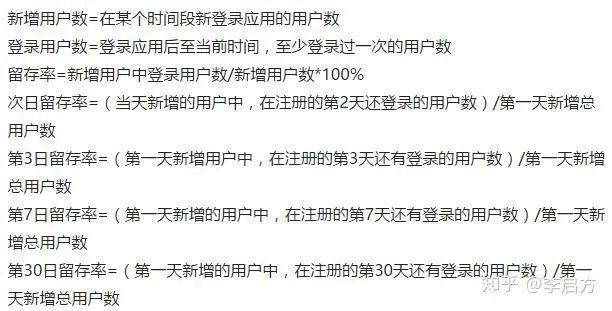 新增用户数=在某个时间段新登录应用的用户数
登录用户数=登录应用后至当前时间，至少登录过一次的用户数
留存率=新增用户中登录用户数/新增用户数*100%
次日留存率=（当天新增的用户中，在注册的第2天还登录的用户数）/第一天新增总
用户数
第3日留存率=（第一天新增用户中，在注册的第3天还有登录的用户数）/第一天新增
总用户数
第7日留存率=（第一天新增的用户中，在注册的第7天还有登录的用户数）/第一天新
增总用户数
第30日留存率=（第一天新增的用户中，在注册的第30天还有登录的用户数）/第一
天新增总用户数
知乎 @李启方